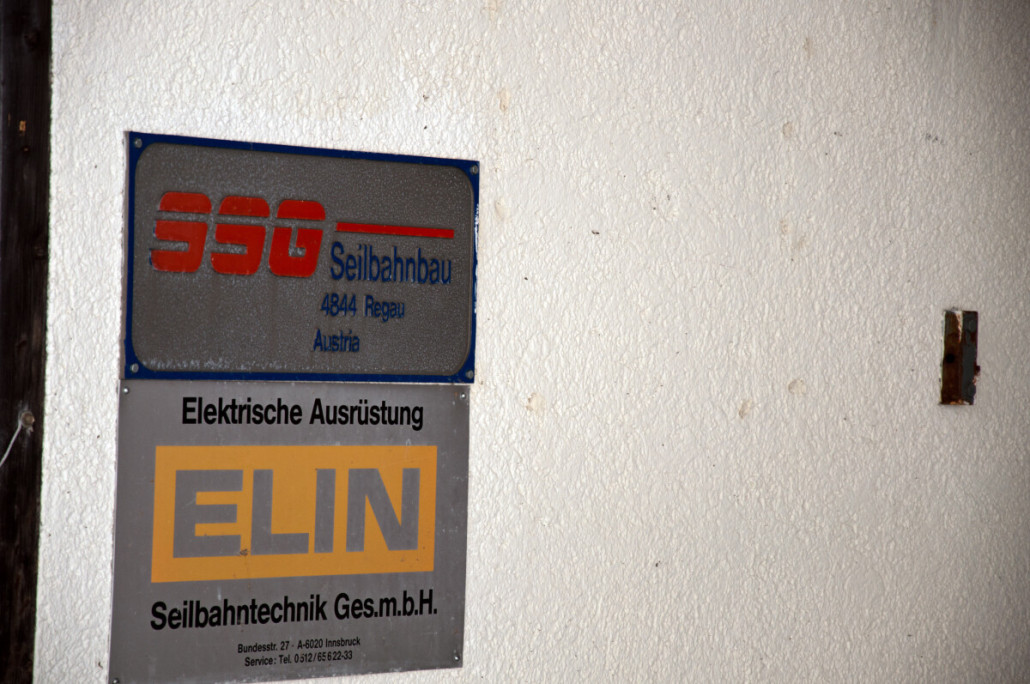 SSG
Seilbahnbau
4844 Regau
Austria
Elektrische Ausrüstung
ELIN
Seilbahntechnik Ges.m.b.H.
Bundesstr. 27 · A-6020 Innsbruck
Service: Tel. 0512/65622-33